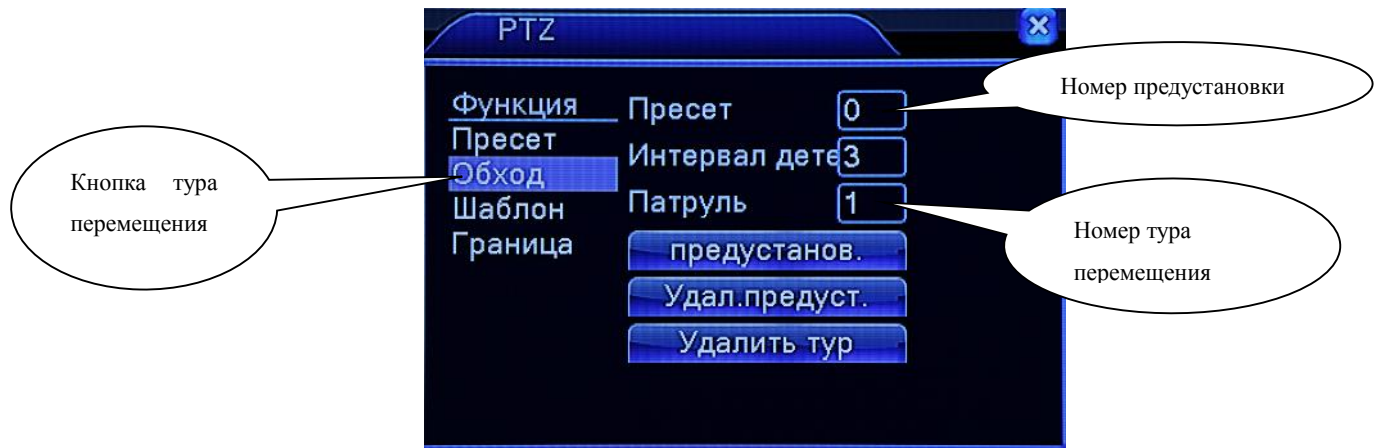 PTZ
Номер предустановки
Функция
Пресет 0
Пресет
Интервал дете 3
Обход
Кнопка тура
перемещения
Патруль 1
Шаблон
Номер тура
перемещения
Граница
предустанов.
Удал.предуст.
Удалить тур